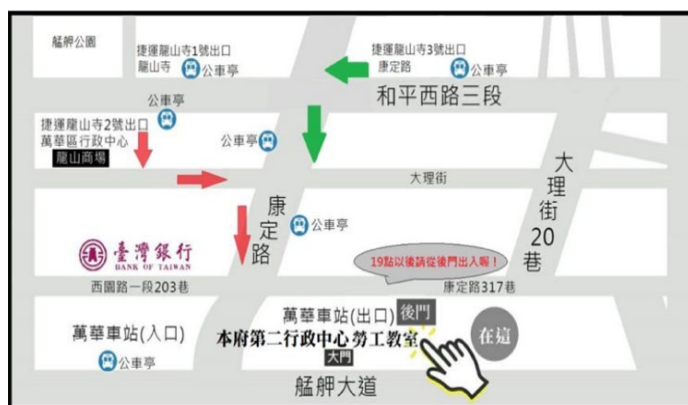 艋舺公園
捷運龍山寺1號出口
龍山寺
公車亭
捷運龍山寺3號出口
康定路
公車亭
和平西路三段
公車亭
捷運龍山寺2號出口
萬華區行政中心
龍山商場
公車亭
大理街
大理街20巷
康定路
公車亭
臺灣銀行
BANK OF TAIWAN
19點以後請從後門出入喔！
西園路一段203巷
康定路317巷
萬華車站(入口)
公車亭
萬華車站(出口)
後門
本府第二行政中心勞工教室
大門
在這
艋舺大道